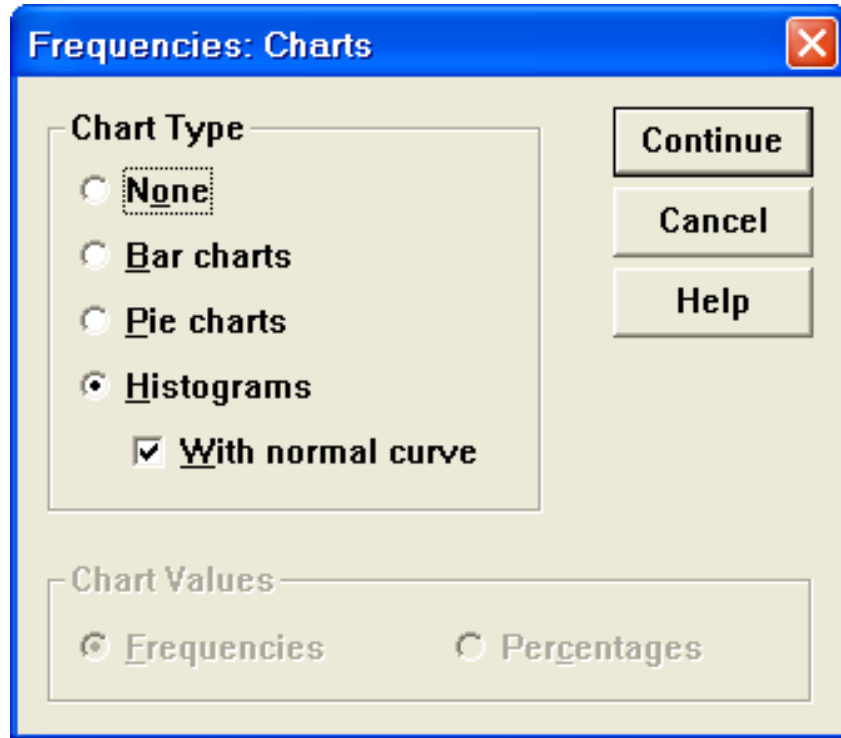 Frequencies: Charts
Chart Type
None
Bar charts
Pie charts
Histograms
With normal curve
Continue
Cancel
Help
Chart Values
Frequencies
Percentages